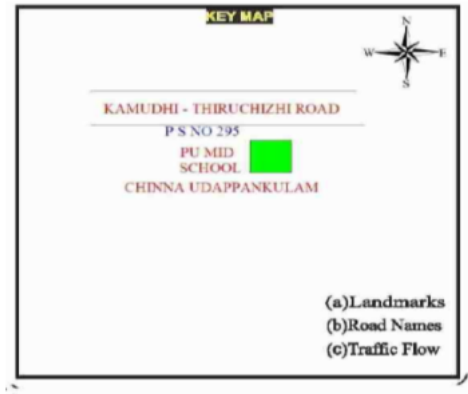 KEY MAP
N
W E
S
KAMUDHI - THIRUCHIZHI ROAD
P S NO 295
PU MID
SCHOOL
CHINNA UDAPPANKULAM
(a)Landmarks
(b)Road Names
(c)Traffic Flow